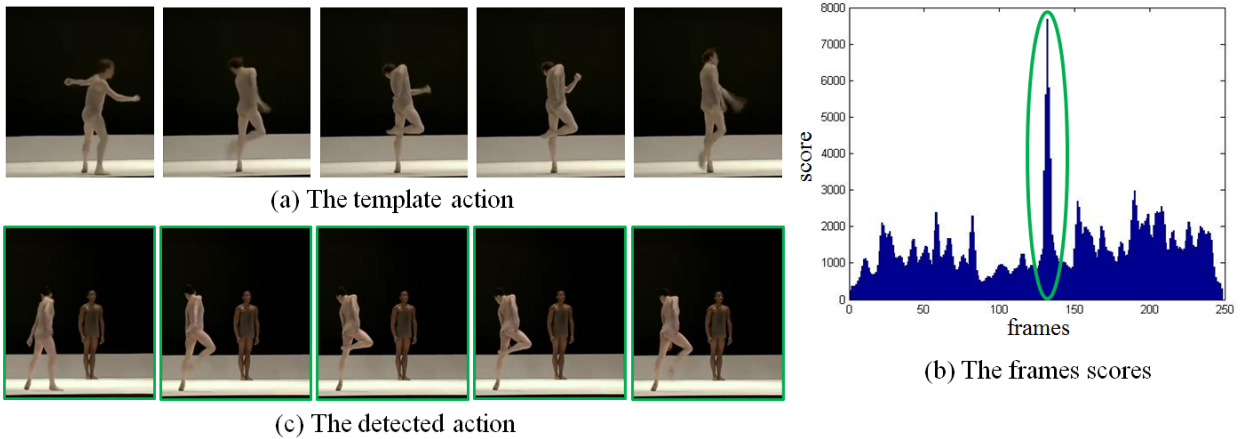 (a) The template action
(c) The detected action
8000
7000
6000
5000
4000
3000
2000
1000
0
score
0 50 100 150 200 250
frames
(b) The frames scores